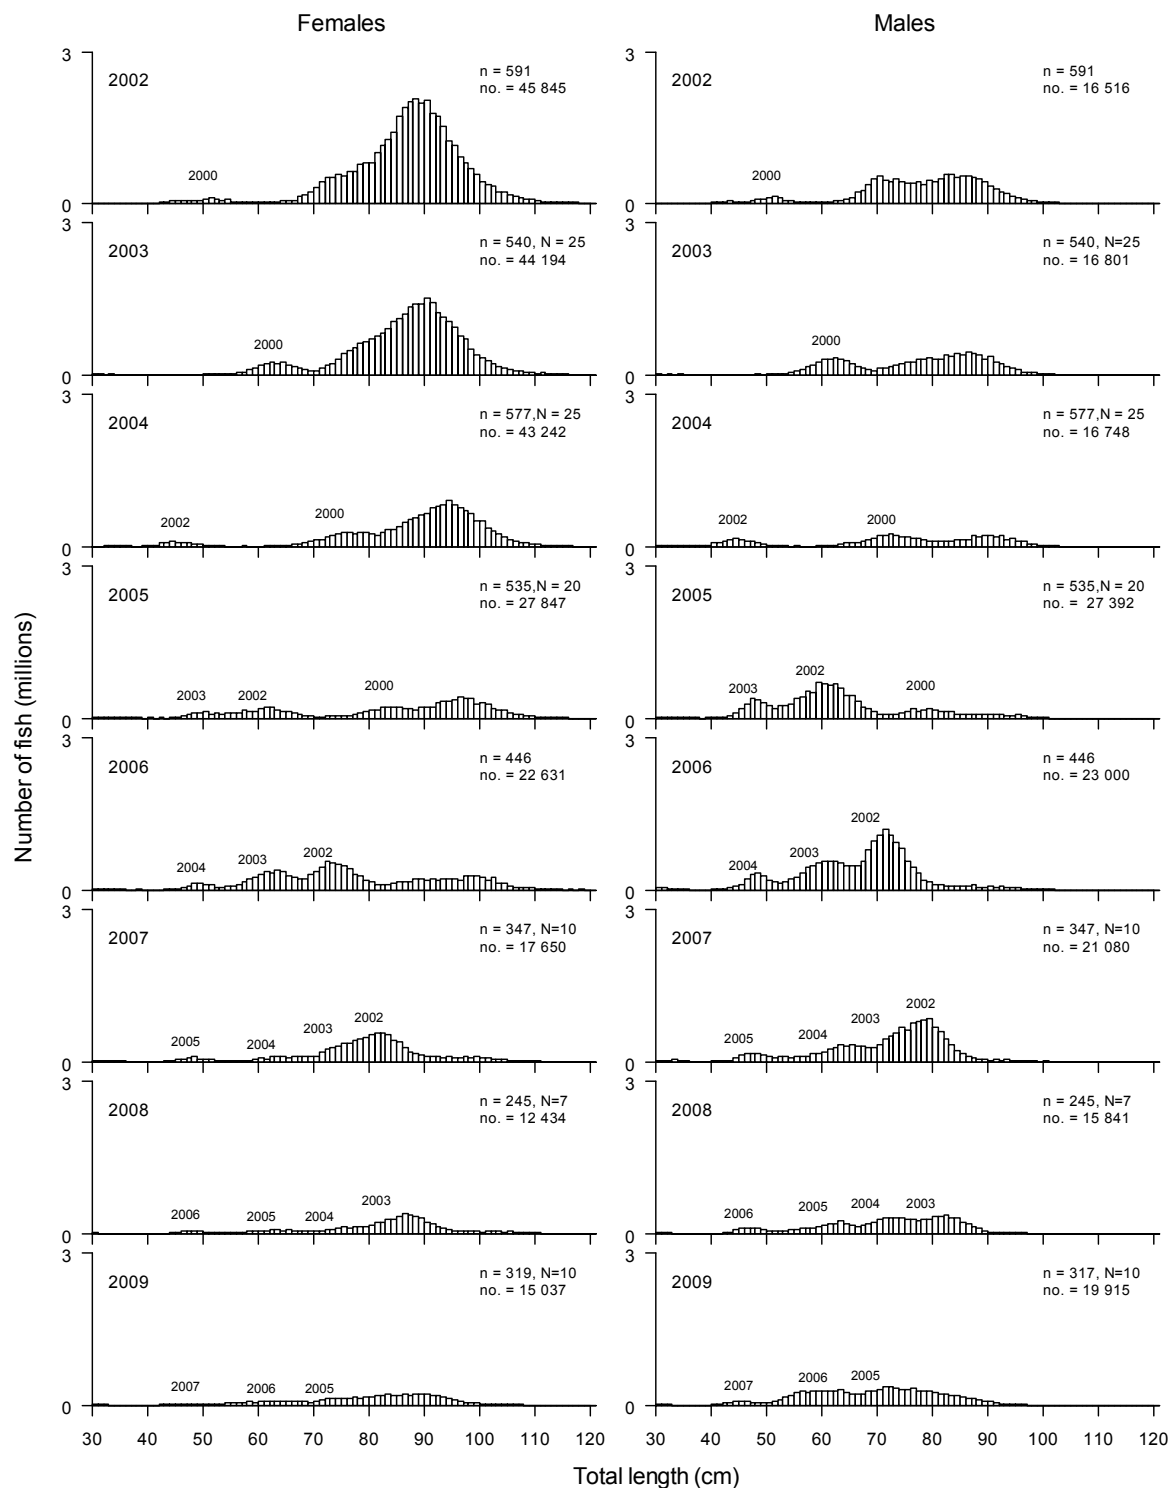 Females
Males
Number of fish (millions)
3
2002
n = 591
no. = 45 845
2000
0
2002
n = 591
no. = 16 516
2000
3
2003
n = 540, N = 25
no. = 44 194
2000
0
2003
n = 540, N=25
no. = 16 801
2000
3
2004
n = 577,N = 25
no. = 43 242
2002
2000
0
3
2004
n = 577,N = 25
no. = 16 748
2002
2000
0
3
2005
n = 535,N = 20
no. = 27 847
2003
2002
2000
0
3
2005
n = 535,N = 20
no. = 27 392
2003
2002
2000
0
3
2006
n = 446
no. = 22 631
2004
2003
2002
0
3
2006
n = 446
no. = 23 000
2004
2003
2002
0
3
2007
n = 347, N=10
no. = 17 650
2005
2004
2003
2002
0
3
2007
n = 347, N=10
no. = 21 080
2005
2004
2003
2002
0
3
2008
n = 245, N=7
no. = 12 434
2006
2005
2004
2003
0
3
2008
n = 245, N=7
no. = 15 841
2006
2005
2004
2003
0
3
2009
n = 319, N=10
no. = 15 037
2007
2006
2005
0
3
2009
n = 317, N=10
no. = 19 915
2007
2006
2005
0
30 40 50 60 70 80 90 100 110 120
30 40 50 60 70 80 90 100 110 120
Total length (cm)